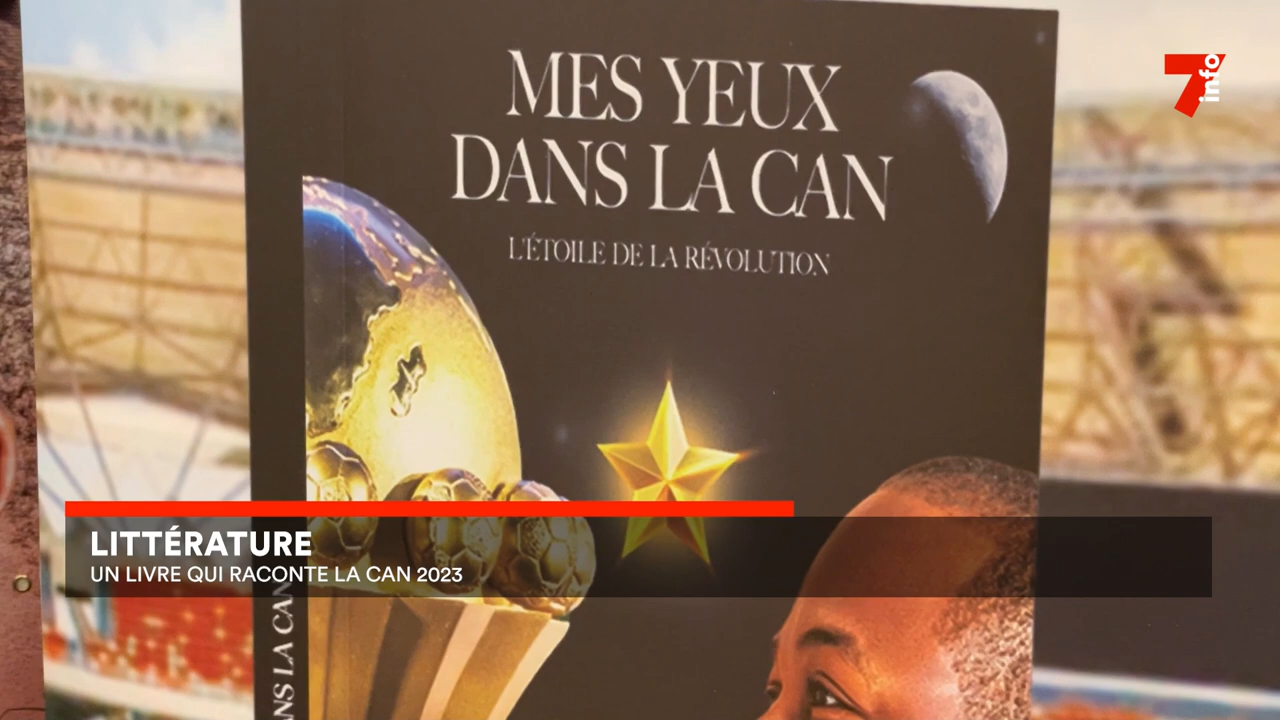 MES YEUX
DANS LA CAN
L'ÉTOILE DE LA RÉVOLUTION
7info
LITTÉRATURE
UN LIVRE QUI RACONTE LA CAN 2023
ANS LA CAN